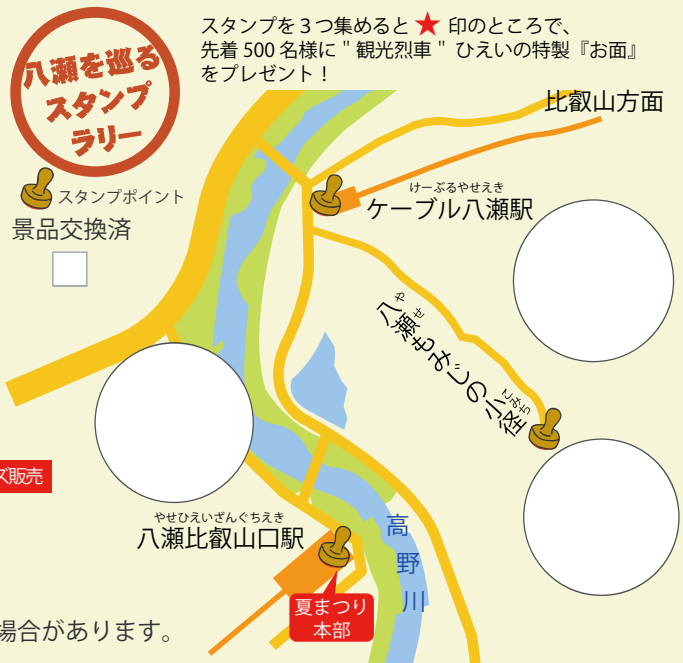 八瀬を巡る
スタンプ
ラリー
スタンプを3つ集めると ★ 印のところで、
先着 500 名様に " 観光烈車 " ひえいの特製『お面』
をプレゼント！
比叡山方面
スタンプポイント
景品交換済
けーぶるやせえき
ケーブル八瀬駅
やせ こみち
八瀬もみじの小径
ズ販売
やせひえいざんぐちえき
八瀬比叡山口駅
高野川
夏まつり
本部
場合があります。